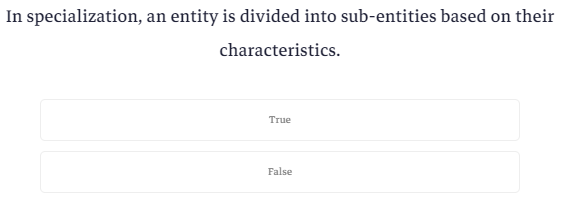 In specialization, an entity is divided into sub-entities based on their
characteristics.
True
False